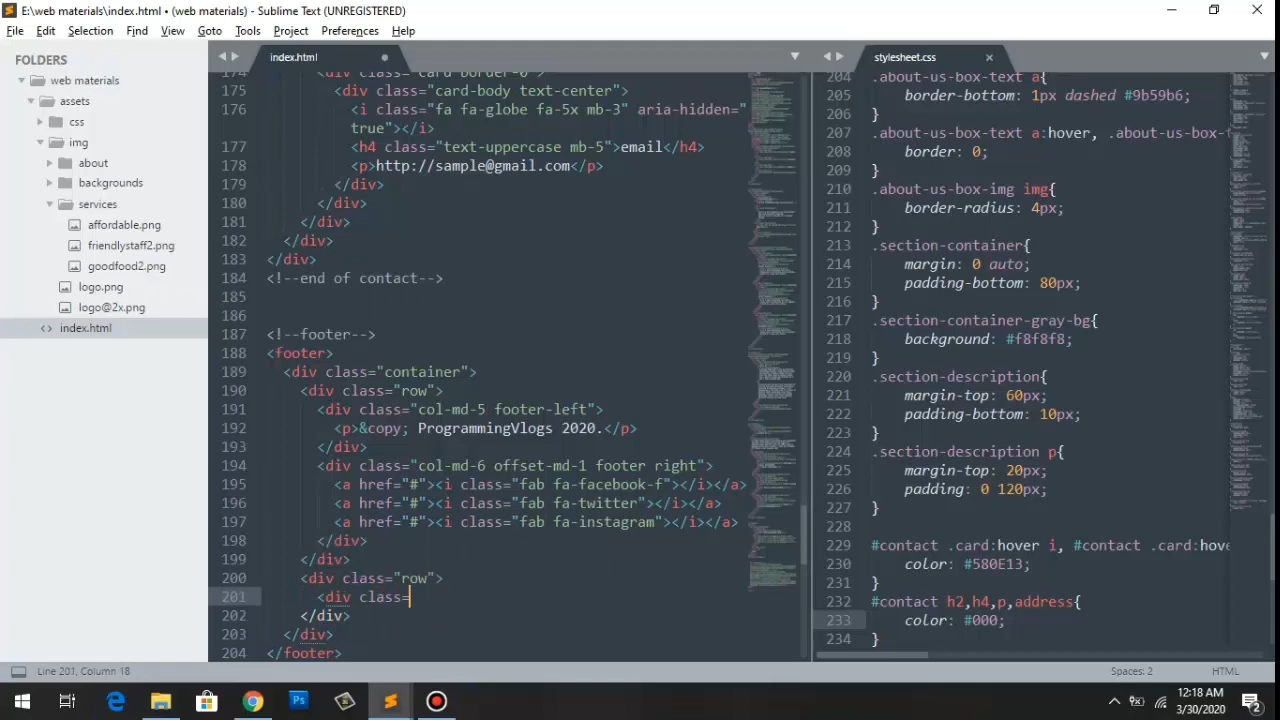 E:\web materials\index.html • (web materials) - Sublime Text (UNREGISTERED)
File Edit Selection Find View Goto Tools Project Preferences Help
FOLDERS
web materials
assets
css
img
about
backgrounds
services
affordable.png
friendlystaff2.png
goodfood2.png
logo.png
logo@2x.png
<> index.html
index.html
174 <div class="card border-0">
175 <div class="card-body text-center">
176 <i class="fa fa-globe fa-5x mb-3" aria-hidden="
true"></i>
177 <h4 class="text-uppercase mb-5">email</h4>
178 <p>http://sample@gmail.com</p>
179 </div>
180 </div>
181 </div>
182 </div>
183 </div>
184 <!--end of contact-->
185
186
187 <!--footer-->
188 <footer>
189 <div class="container">
190 <div class="row">
191 <div class="col-md-5 footer-left">
192 <p>&copy; ProgrammingVlogs 2020.</p>
193 </div>
194 <div class="col-md-6 offset-md-1 footer right">
195 <a href="#"><i class="fab fa-facebook-f"></i></a>
196 <a href="#"><i class="fab fa-twitter"></i></a>
197 <a href="#"><i class="fab fa-instagram"></i></a>
198 </div>
199 </div>
200 <div class="row">
201 <div class=
202 </div>
203 </div>
204 </footer>
stylesheet.css
204 .about-us-box-text a{
205 border-bottom: 1px dashed #9b59b6;
206 }
207 .about-us-box-text a:hover, .about-us-box-
208 border: 0;
209 }
210 .about-us-box-img img{
211 border-radius: 4px;
212 }
213 .section-container{
214 margin: 0 auto;
215 padding-bottom: 80px;
216 }
217 .section-container-gray-bg{
218 background: #f8f8f8;
219 }
220 .section-description{
221 margin-top: 60px;
222 padding-bottom: 10px;
223 }
224 .section-description p{
225 margin-top: 20px;
226 padding: 0 120px;
227 }
228
229 #contact .card:hover i, #contact .card:hove
230 color: #580E13;
231 }
232 #contact h2,h4,p,address{
233 color: #000;
234 }
Line 201, Column 18
Spaces: 2
HTML
12:18 AM
3/30/2020
2